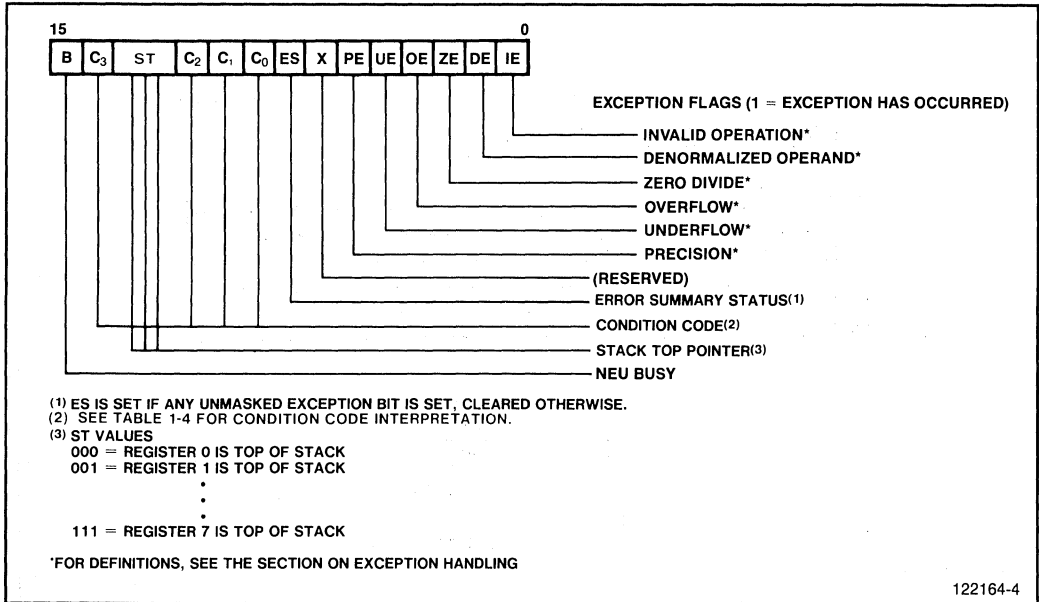 15 0
B C₃ ST C₂ C₁ C₀ ES X PE UE OE ZE DE IE
EXCEPTION FLAGS (1 = EXCEPTION HAS OCCURRED)
INVALID OPERATION*
DENORMALIZED OPERAND*
ZERO DIVIDE*
OVERFLOW*
UNDERFLOW*
PRECISION*
(RESERVED)
ERROR SUMMARY STATUS(1)
CONDITION CODE(2)
STACK TOP POINTER(3)
NEU BUSY
(1) ES IS SET IF ANY UNMASKED EXCEPTION BIT IS SET, CLEARED OTHERWISE.
(2) SEE TABLE 1-4 FOR CONDITION CODE INTERPRETATION.
(3) ST VALUES
000 = REGISTER 0 IS TOP OF STACK
001 = REGISTER 1 IS TOP OF STACK
•
•
•
111 = REGISTER 7 IS TOP OF STACK
*FOR DEFINITIONS, SEE THE SECTION ON EXCEPTION HANDLING
122164-4